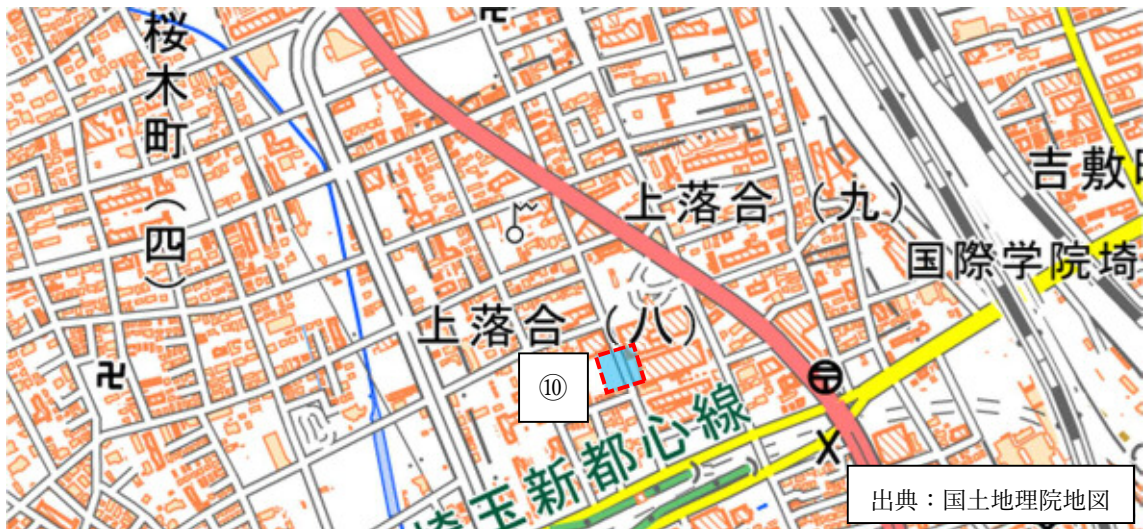 桜木町(四)
上落合(九)
吉敷
国際学院埼
上落合(八)
⑩
埼玉新都心線
出典:国土地理院地図